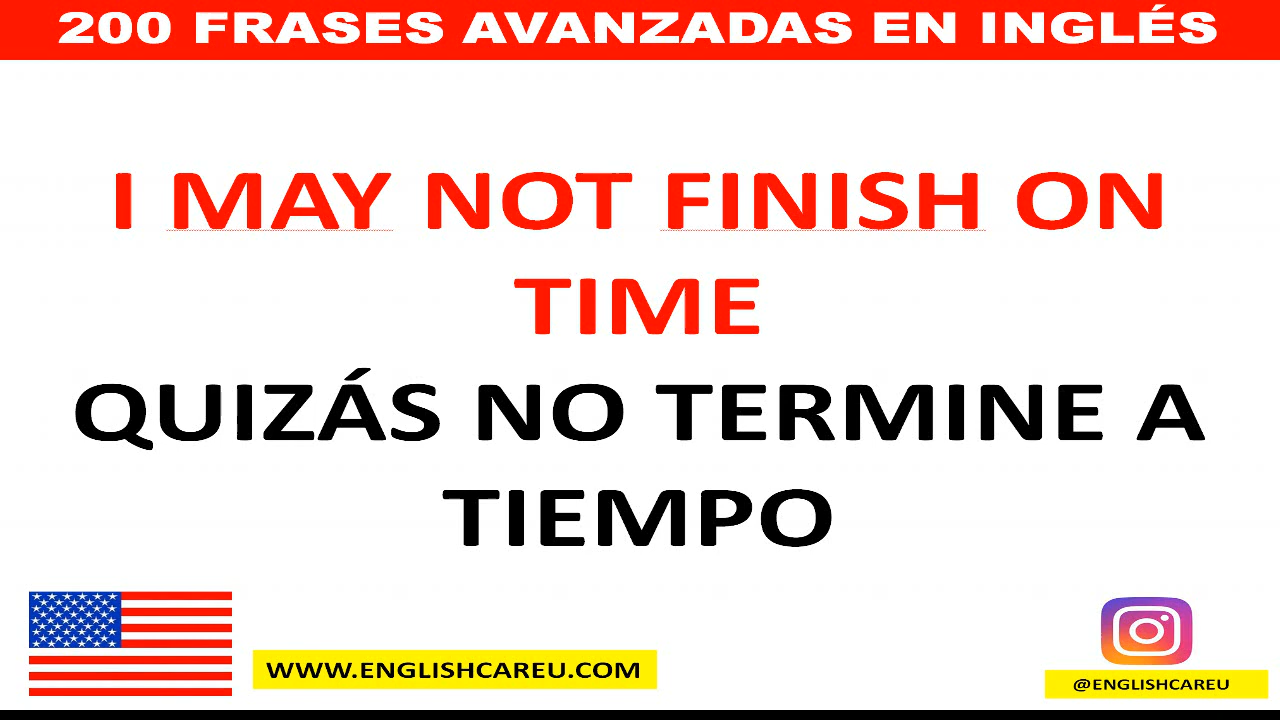 200 FRASES AVANZADAS EN INGLÉS
I MAY NOT FINISH ON
TIME
QUIZÁS NO TERMINE A
TIEMPO
WWW.ENGLISHCAREU.COM
@ENGLISHCAREU